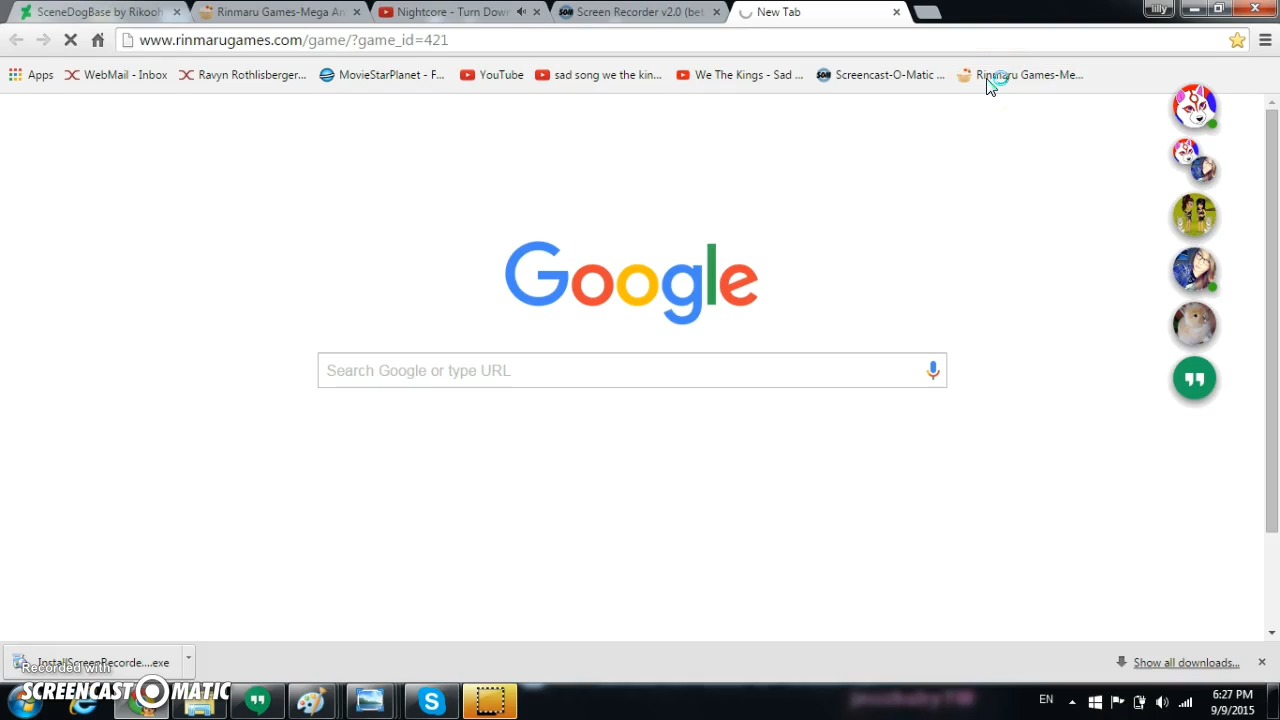 SceneDogBase by Rikooh
Rinmaru Games-Mega An
Nightcore - Turn Dow
Screen Recorder v2.0 (bet
New Tab
lilly
www.rinmarugames.com/game/?game_id=421
Apps
WebMail - Inbox
Ravyn Rothlisberger...
MovieStarPlanet - F...
YouTube
sad song we the kin...
We The Kings - Sad ...
Screencast-O-Matic ...
Rinmaru Games-Me...
Google
Search Google or type URL
InstallScreenRecorde....exe
Show all downloads...
Recorded with
SCREENCAST-O-MATIC
EN
6:27 PM
9/9/2015